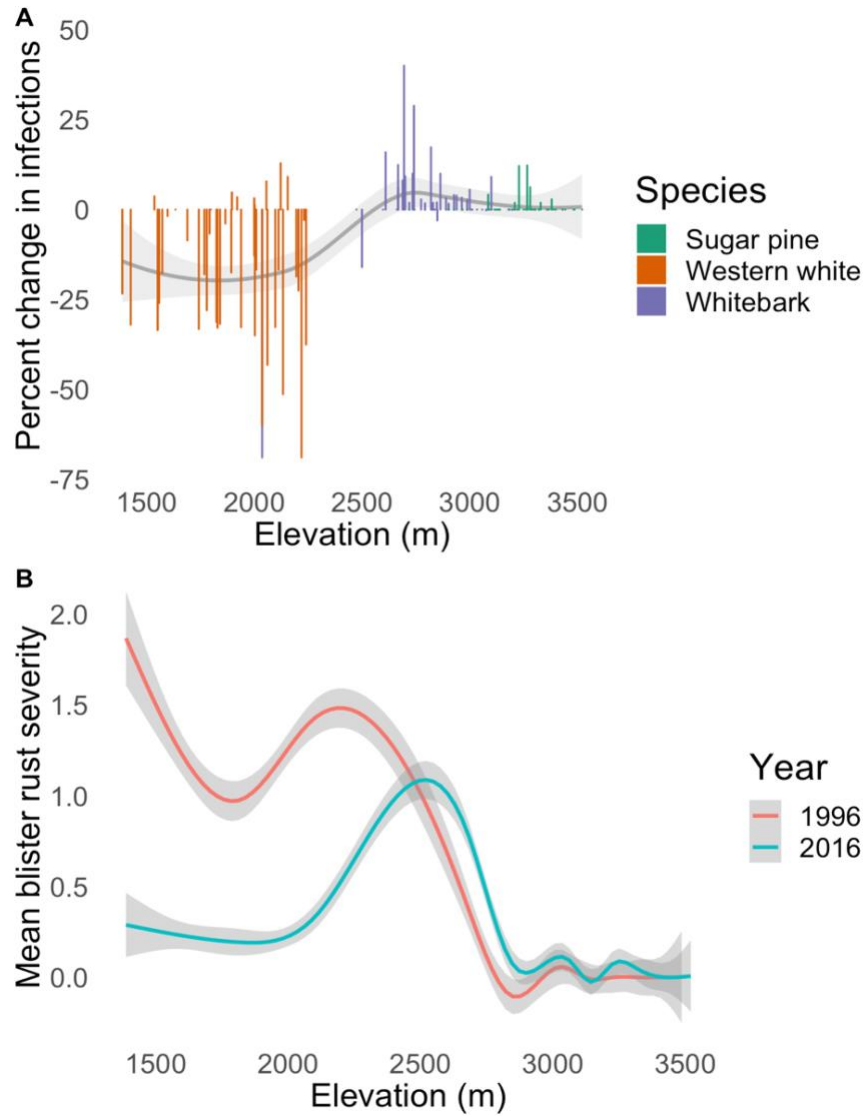 A
Percent change in infections
50
25
0
-25
-50
-75
1500 2000 2500 3000 3500
Elevation (m)
Species
Sugar pine
Western white
Whitebark
B
Mean blister rust severity
2.0
1.5
1.0
0.5
0.0
1500 2000 2500 3000 3500
Elevation (m)
Year
1996
2016